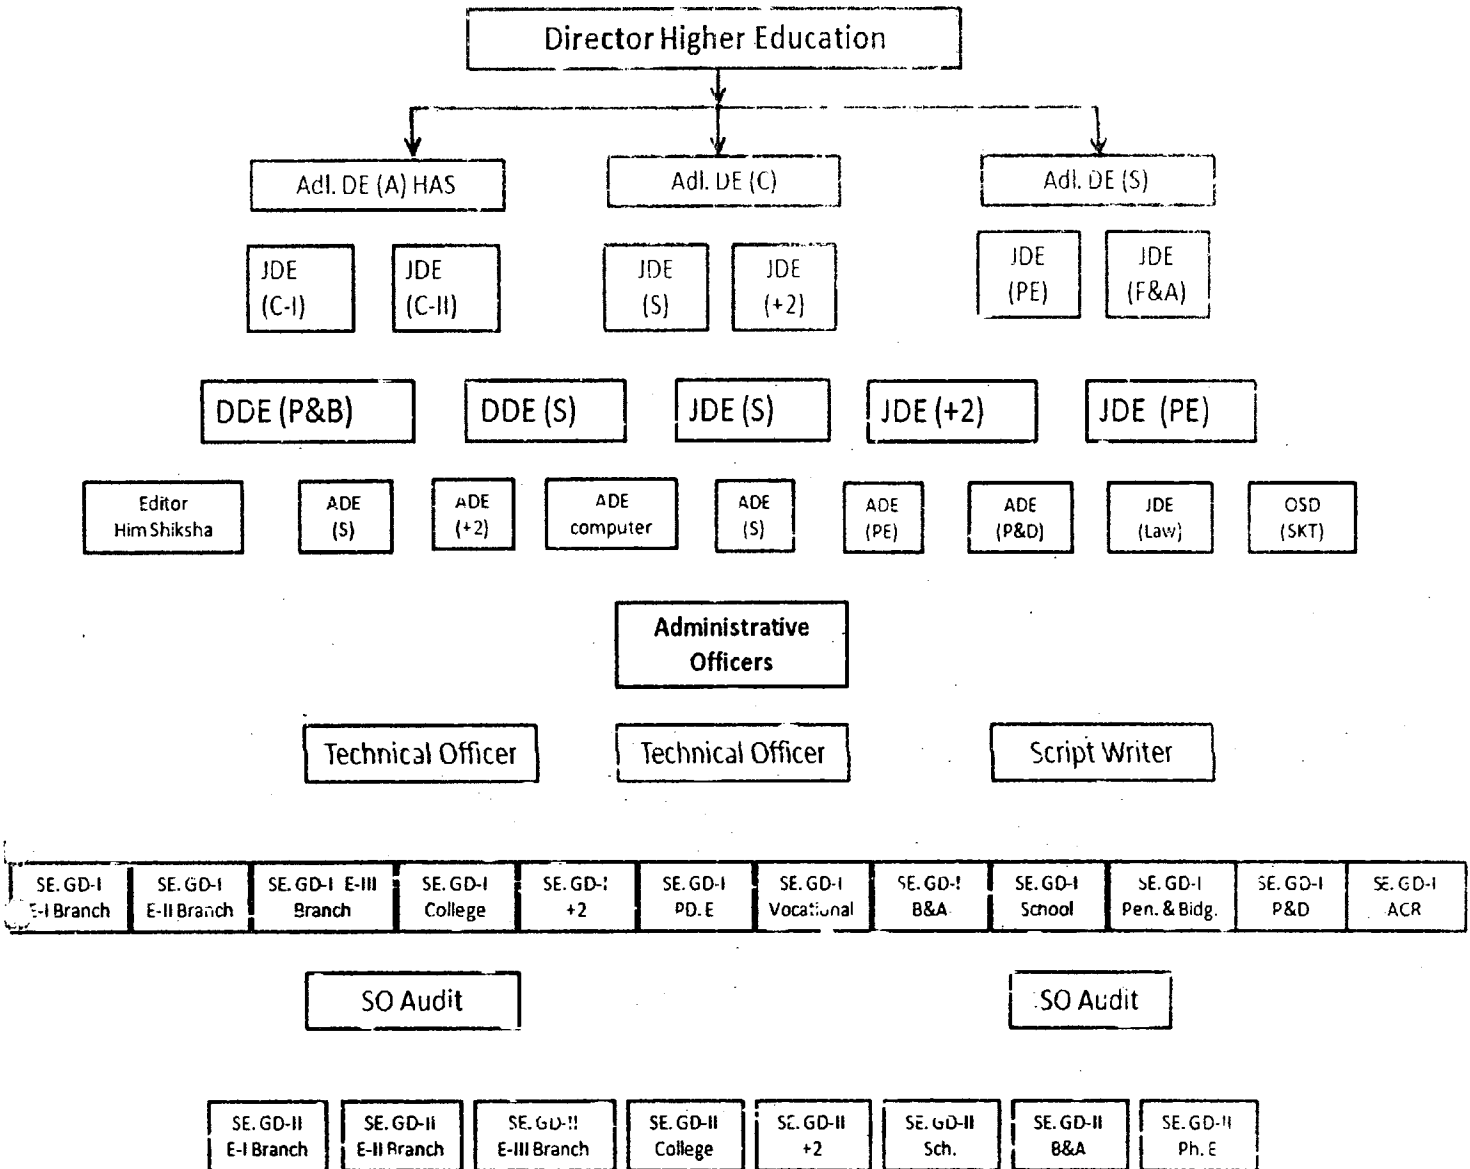 Director Higher Education
Adl. DE (A) HAS
Adl. DE (C)
Adl. DE (S)
JDE
(C-I)
JDE
(C-II)
JDE
(S)
JDE
(+2)
JDE
(PE)
JDE
(F&A)
DDE (P&B)
DDE (S)
JDE (S)
JDE (+2)
JDE (PE)
Editor
Him Shiksha
ADE
(S)
ADE
(+2)
ADE
computer
ADE
(S)
ADE
(PE)
ADE
(P&D)
JDE
(Law)
OSD
(SKT)
Administrative
Officers
Technical Officer
Technical Officer
Script Writer
SE. GD-I
E-I Branch
SE. GD-I
E-II Branch
SE. GD-I E-III
Branch
SE. GD-I
College
SE. GD-I
+2
SE. GD-I
PD. E
SE. GD-I
Vocational
SE. GD-I
B&A
SE. GD-I
School
SE. GD-I
Pen. & Bidg.
SE. GD-I
P&D
SE. GD-I
ACR
SO Audit
SO Audit
SE. GD-II
E-I Branch
SE. GD-II
E-II Branch
SE. GD-II
E-III Branch
SE. GD-II
College
SE. GD-II
+2
SE. GD-II
Sch.
SE. GD-II
B&A
SE. GD-II
Ph. E